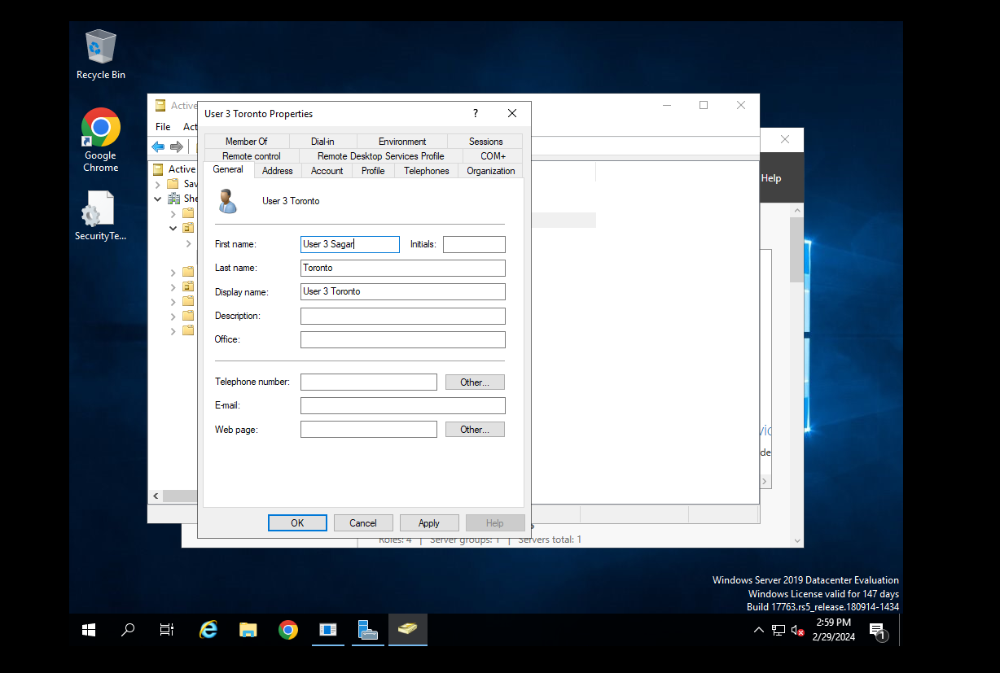 Recycle Bin
Google
Chrome
SecurityTe...
Active
File Act
Active
Sav
She
Help
User 3 Toronto Properties
?
Member Of Dial-in Environment Sessions
Remote control Remote Desktop Services Profile COM+
General Address Account Profile Telephones Organization
User 3 Toronto
First name: User 3 Sagar Initials:
Last name: Toronto
Display name: User 3 Toronto
Description:
Office:
Telephone number: Other...
E-mail:
Web page: Other...
OK Cancel Apply Help
Roles: 4 | Server groups: 1 | Servers total: 1
Windows Server 2019 Datacenter Evaluation
Windows License valid for 147 days
Build 17763.rs5_release.180914-1434
2:59 PM
2/29/2024
1